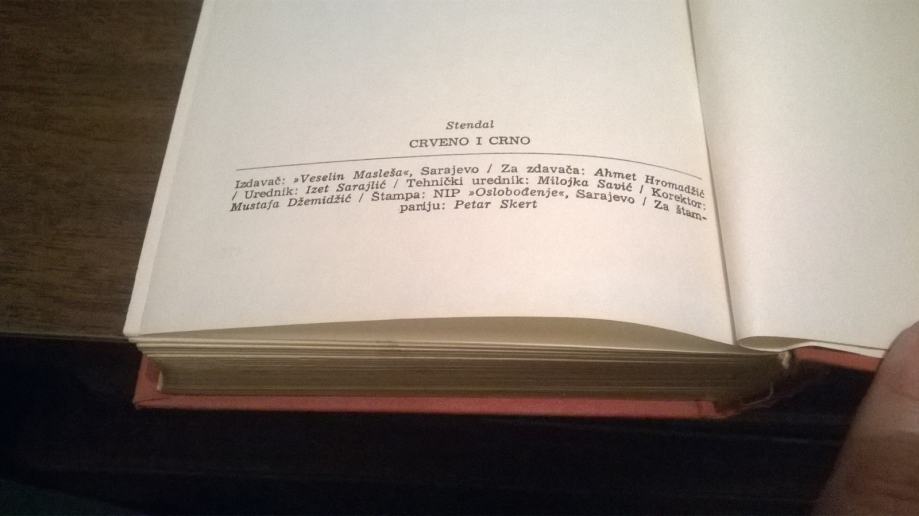 Stendal
CRVENO I CRNO
Izdavač: »Veselin Masleša«, Sarajevo / Za zdavača: Ahmet Hromadžić
/ Urednik: Izet Sarajlić / Tehnički urednik: Milojka Savić / Korektor:
Mustafa Džemidžić / Štampa: NIP »Oslobođenje«, Sarajevo / Za štam-
pariju: Petar Skert